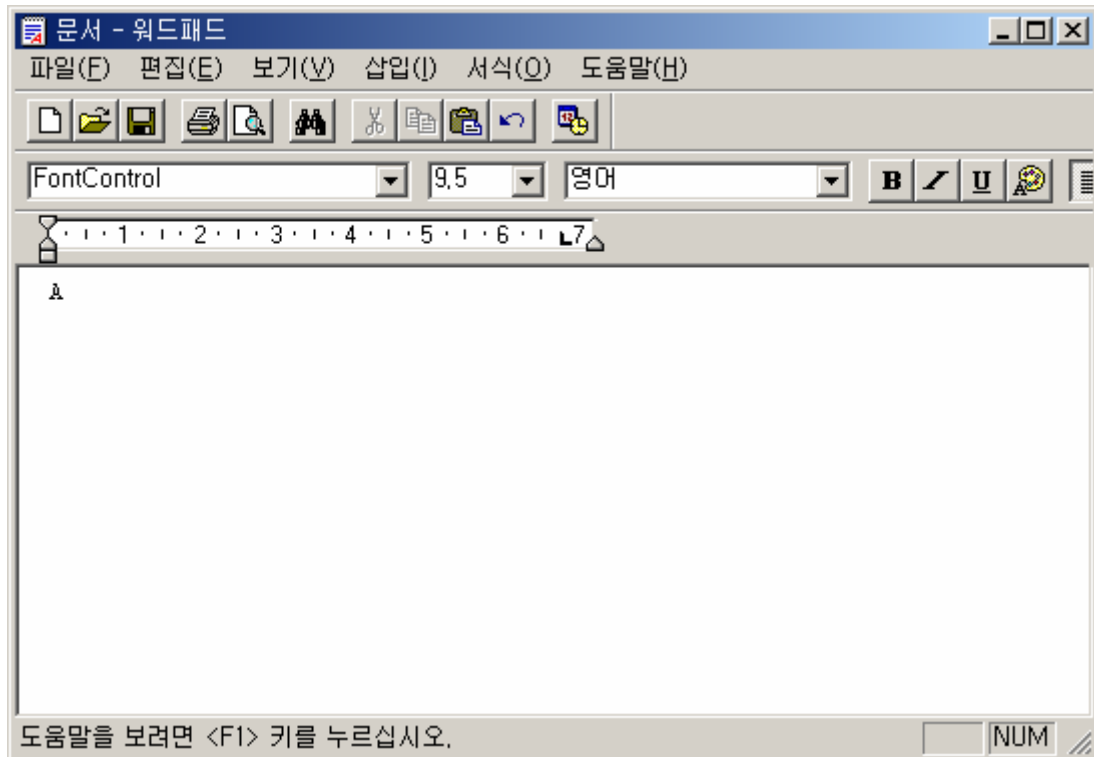 문서 - 워드패드
파일(F) 편집(E) 보기(V) 삽입(I) 서식(O) 도움말(H)
FontControl 9.5 영어 B I U
1 2 3 4 5 6 7
A
도움말을 보려면 <F1> 키를 누르십시오. NUM